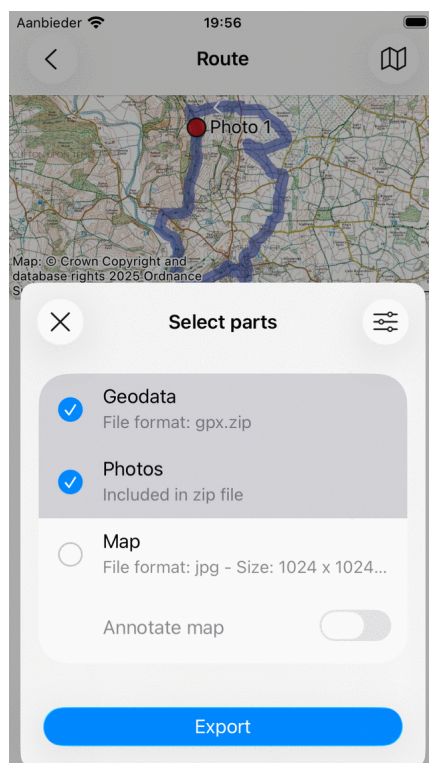 Aanbieder 19:56
Route
Photo 1
Map: © Crown Copyright and
database rights 2025 Ordnance
Select parts
Geodata
File format: gpx.zip
Photos
Included in zip file
Map
File format: jpg - Size: 1024 x 1024...
Annotate map
Export